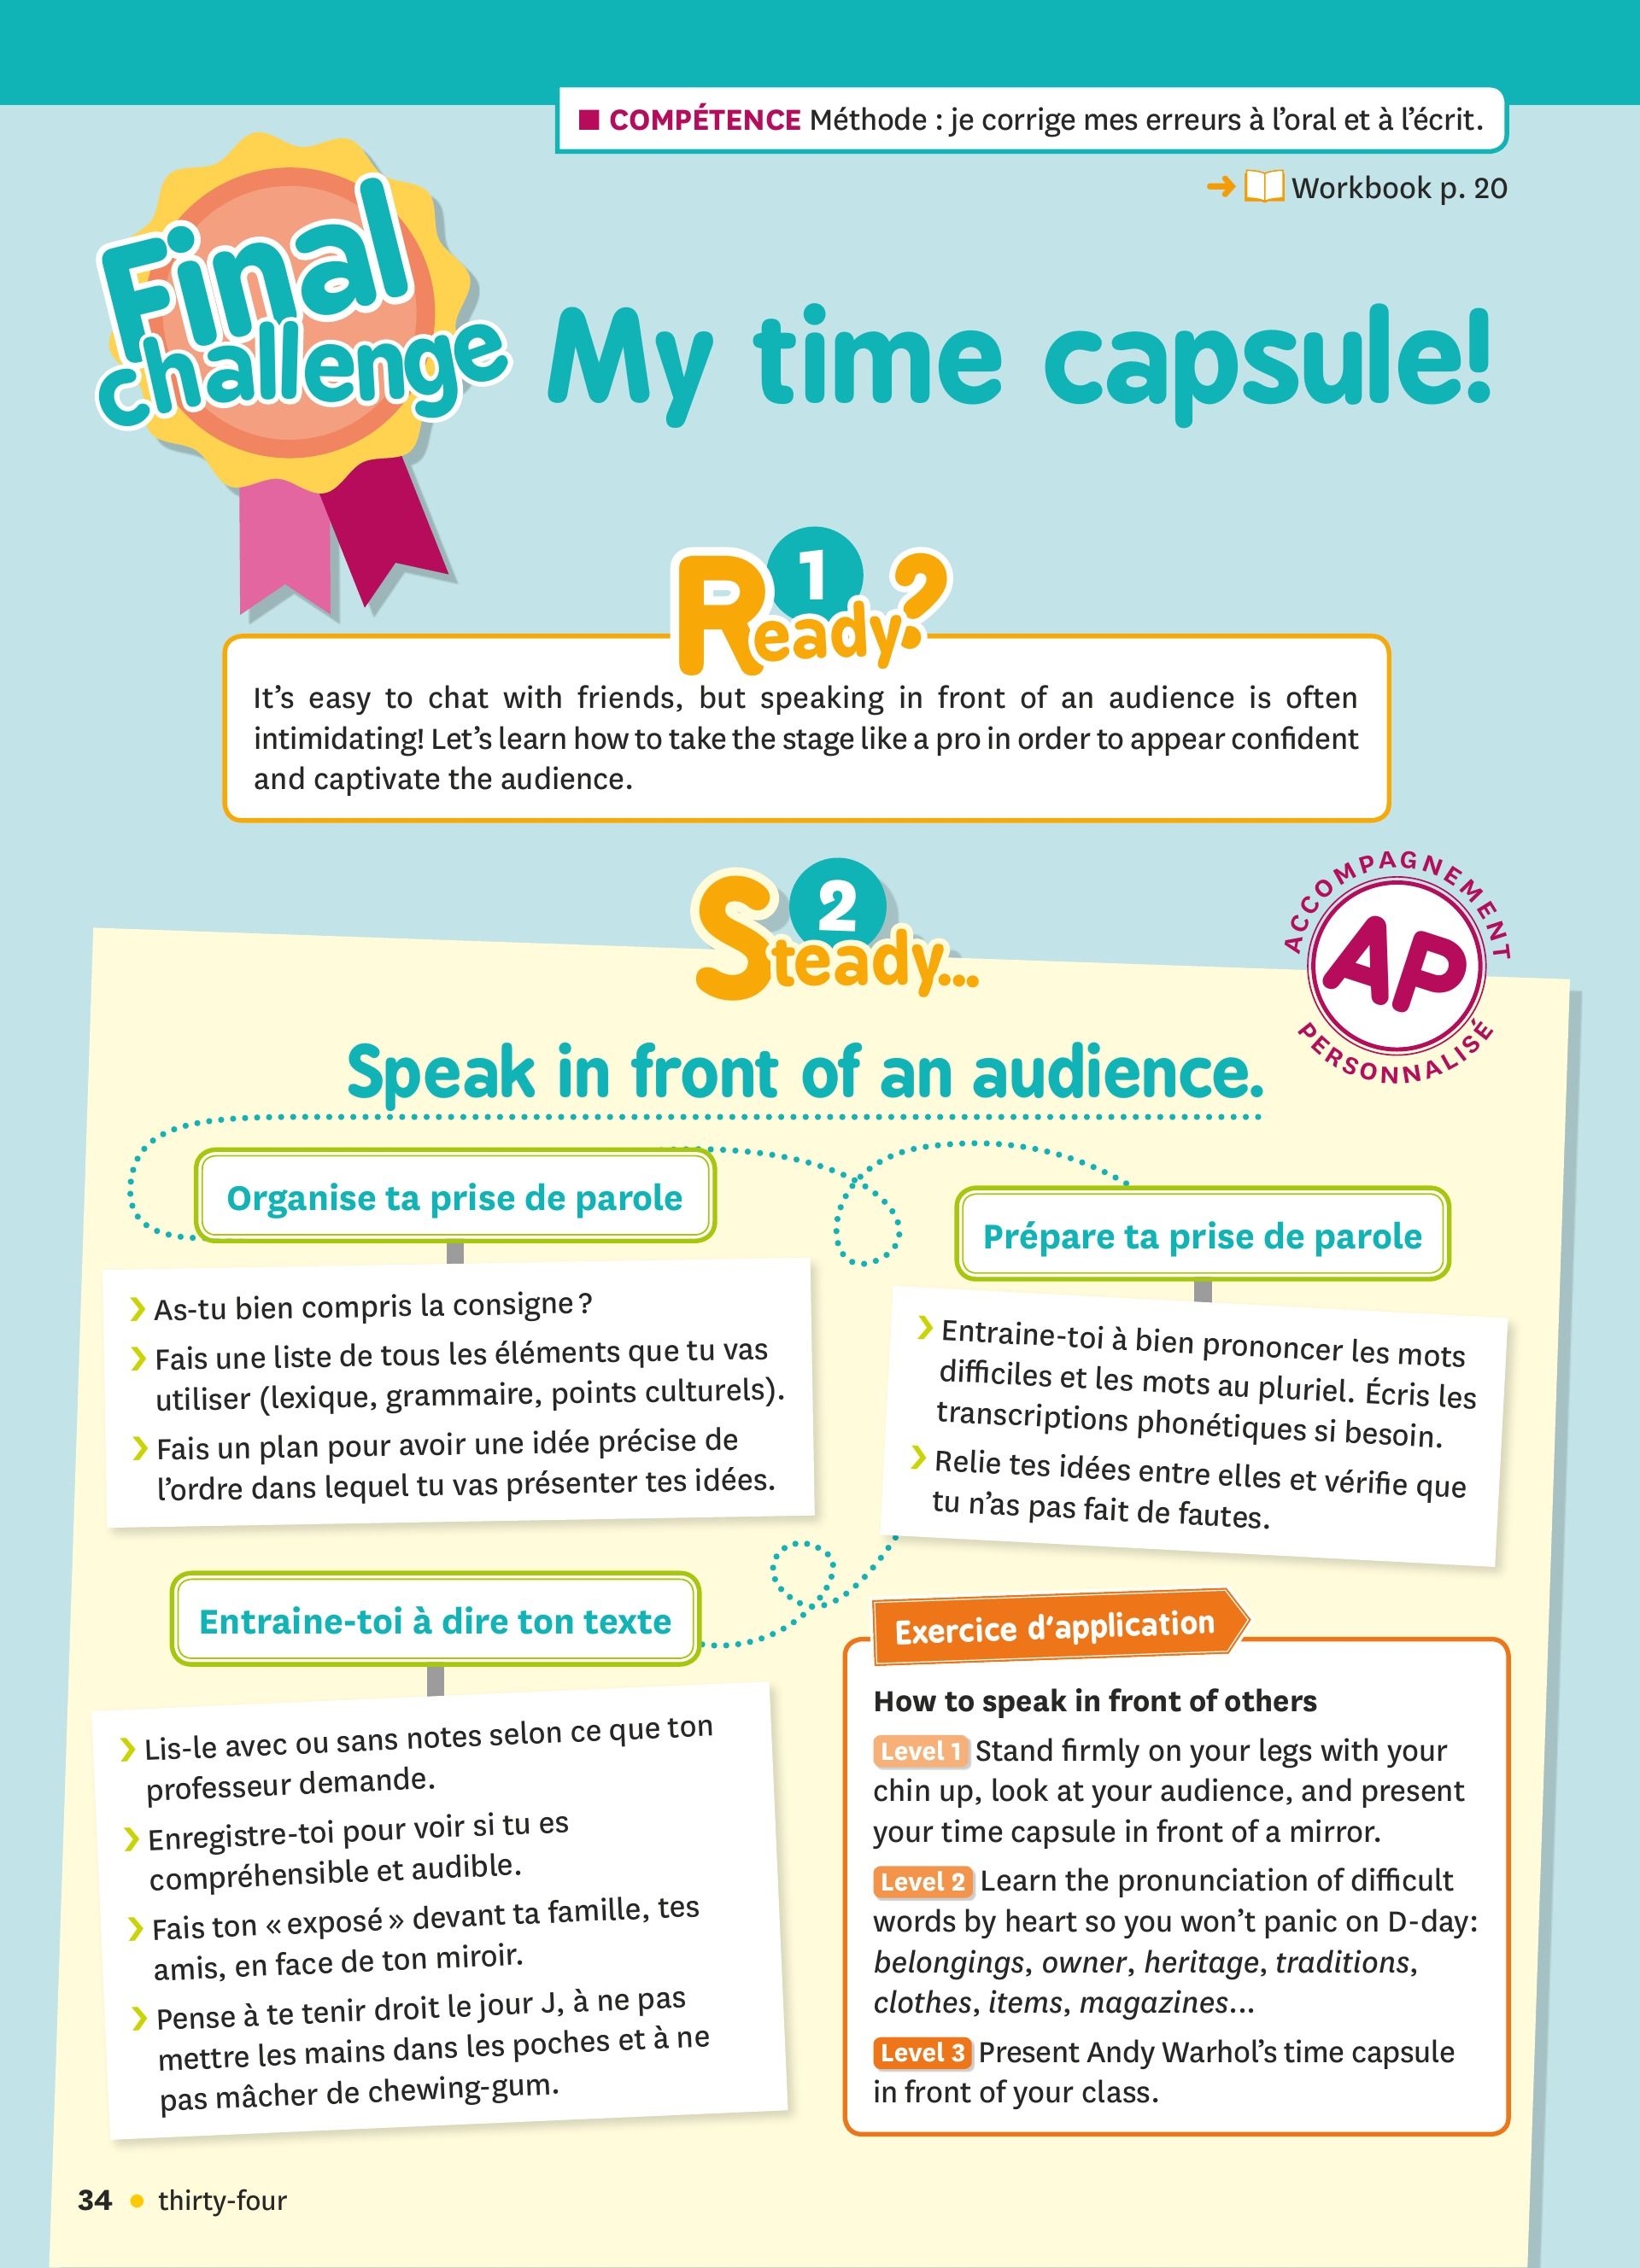 ■ COMPÉTENCE Méthode : je corrige mes erreurs à l’oral et à l’écrit.
➜ Workbook p. 20
Final
challenge
My time capsule!
1
Ready?
It’s easy to chat with friends, but speaking in front of an audience is often
intimidating! Let’s learn how to take the stage like a pro in order to appear confident
and captivate the audience.
2
Steady...
ACCOMPAGNEMENT
AP
PERSONNALISÉ
Speak in front of an audience.
Organise ta prise de parole
› As-tu bien compris la consigne ?
› Fais une liste de tous les éléments que tu vas
utiliser (lexique, grammaire, points culturels).
› Fais un plan pour avoir une idée précise de
l’ordre dans lequel tu vas présenter tes idées.
Prépare ta prise de parole
› Entraine-toi à bien prononcer les mots
difficiles et les mots au pluriel. Écris les
transcriptions phonétiques si besoin.
› Relie tes idées entre elles et vérifie que
tu n’as pas fait de fautes.
Entraine-toi à dire ton texte
› Lis-le avec ou sans notes selon ce que ton
professeur demande.
› Enregistre-toi pour voir si tu es
compréhensible et audible.
› Fais ton « exposé » devant ta famille, tes
amis, en face de ton miroir.
› Pense à te tenir droit le jour J, à ne pas
mettre les mains dans les poches et à ne
pas mâcher de chewing-gum.
Exercice d’application
How to speak in front of others
Level 1 Stand firmly on your legs with your
chin up, look at your audience, and present
your time capsule in front of a mirror.
Level 2 Learn the pronunciation of difficult
words by heart so you won’t panic on D-day:
belongings, owner, heritage, traditions,
clothes, items, magazines...
Level 3 Present Andy Warhol’s time capsule
in front of your class.
34 • thirty-four